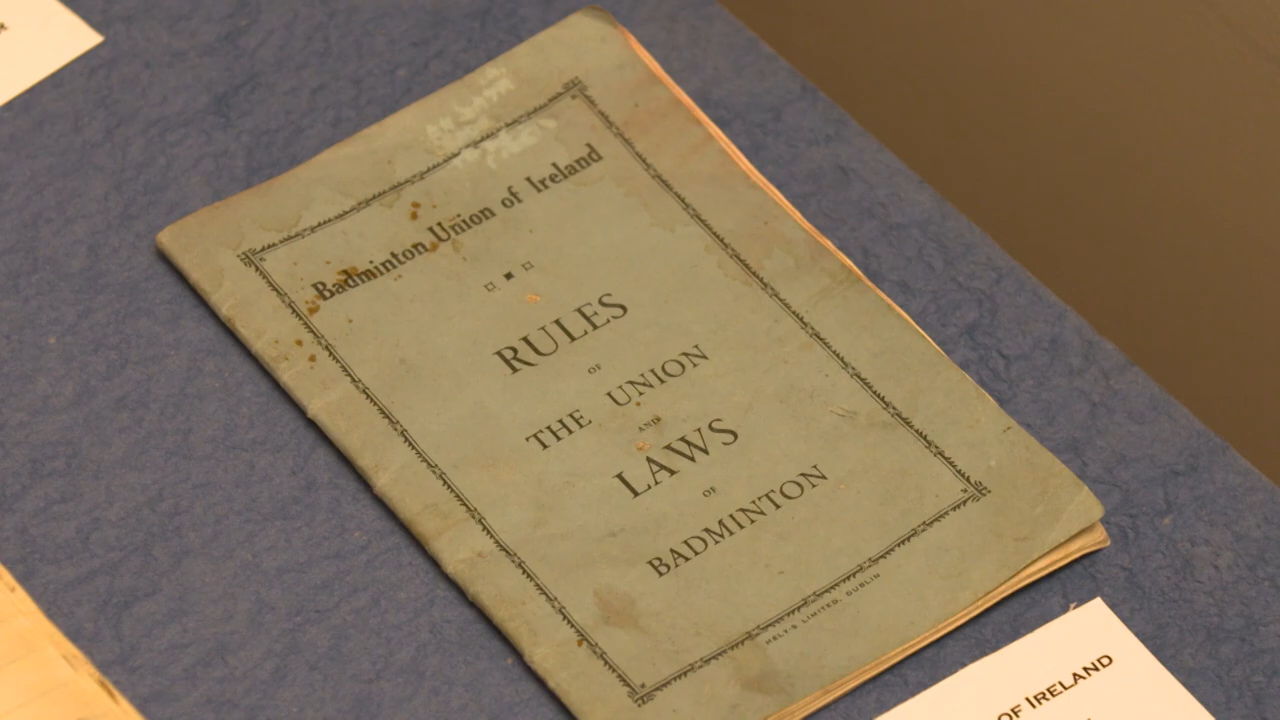 Badminton Union of Ireland
RULES
OF
THE UNION
AND
LAWS
OF
BADMINTON
HELY'S LIMITED, DUBLIN
OF IRELAND